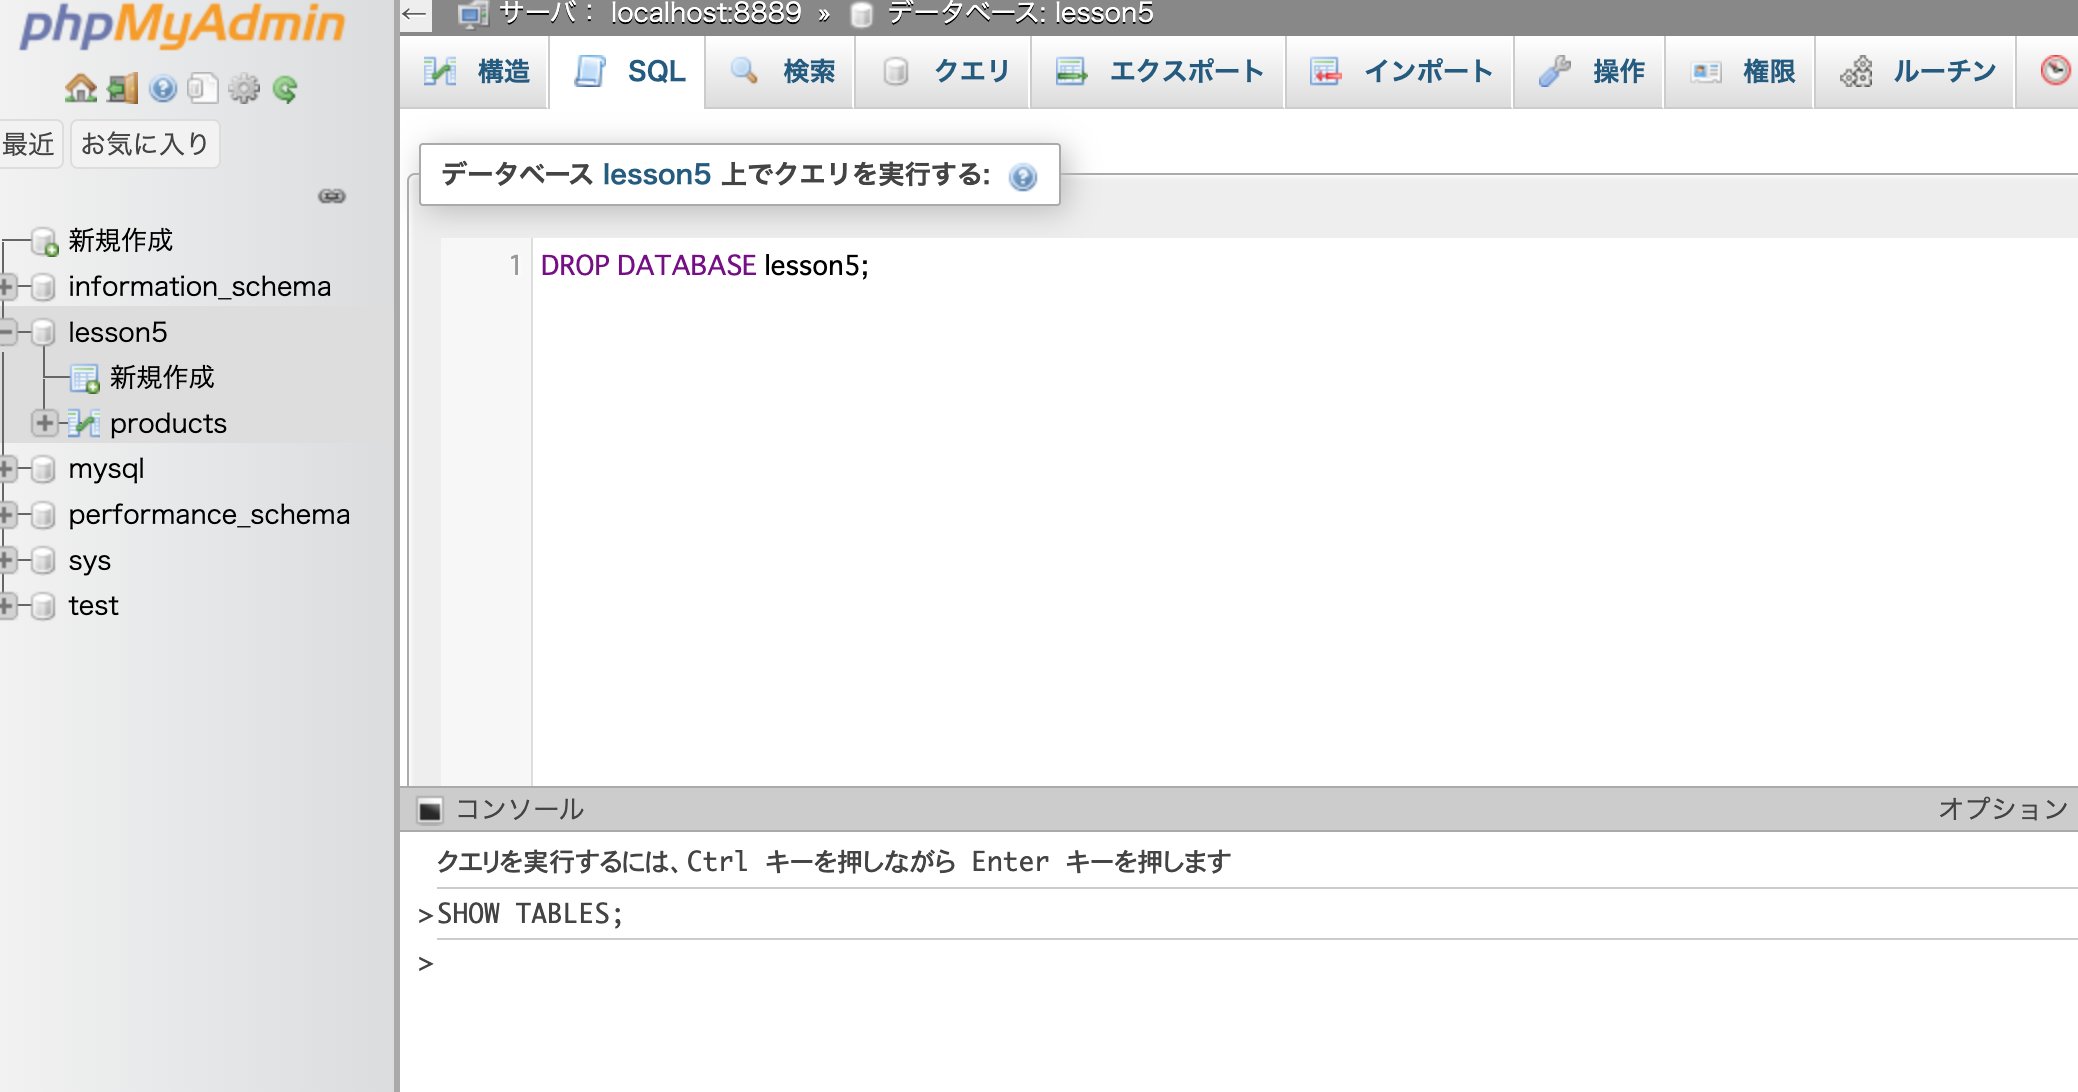 phpMyAdmin
最近 お気に入り
新規作成
information_schema
lesson5
新規作成
products
mysql
performance_schema
sys
test
サーバ： localhost:8889 » データベース: lesson5
構造 SQL 検索 クエリ エクスポート インポート 操作 権限 ルーチン
データベース lesson5 上でクエリを実行する:
1 DROP DATABASE lesson5;
コンソール オプション
クエリを実行するには、Ctrl キーを押しながら Enter キーを押します
>SHOW TABLES;
>